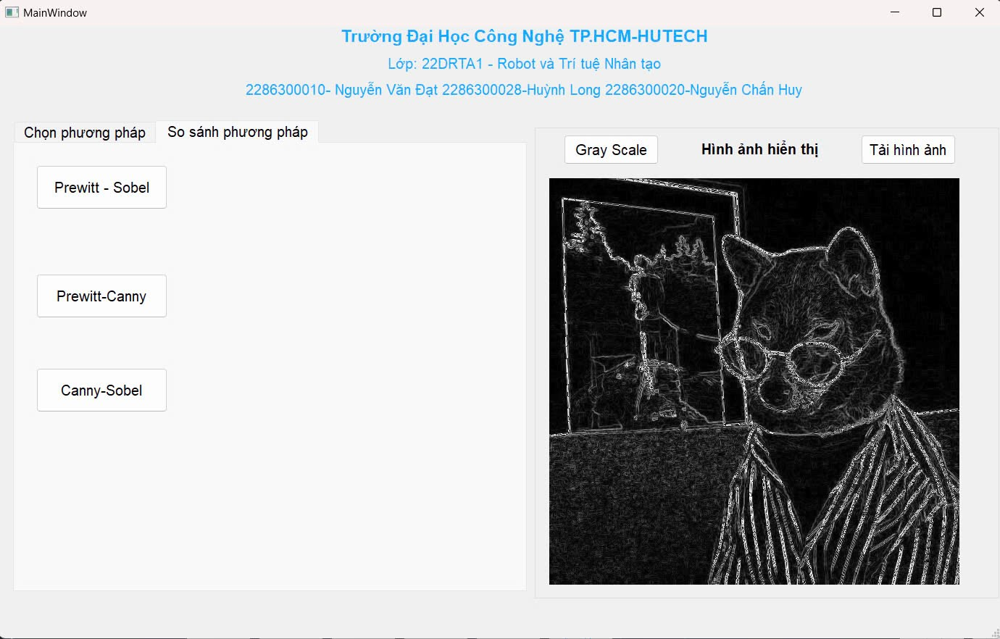 MainWindow
Trường Đại Học Công Nghệ TP.HCM-HUTECH
Lớp: 22DRTA1 - Robot và Trí tuệ Nhân tạo
2286300010- Nguyễn Văn Đạt 2286300028-Huỳnh Long 2286300020-Nguyễn Chấn Huy
Chọn phương pháp
So sánh phương pháp
Prewitt - Sobel
Prewitt-Canny
Canny-Sobel
Gray Scale
Hình ảnh hiển thị
Tải hình ảnh